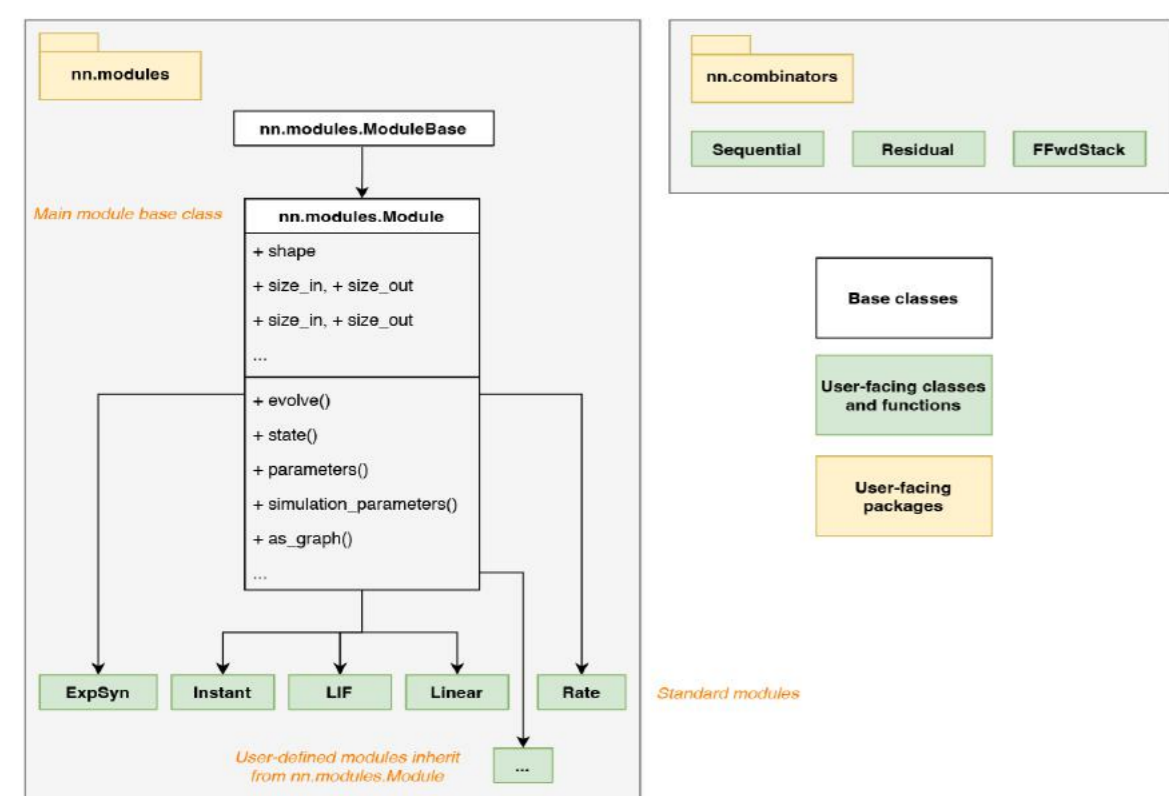 nn.modules
nn.modules.ModuleBase
Main module base class
nn.modules.Module
+ shape
+ size_in, + size_out
+ size_in, + size_out
...
+ evolve()
+ state()
+ parameters()
+ simulation_parameters()
+ as_graph()
...
ExpSyn
Instant
LIF
Linear
Rate
Standard modules
User-defined modules inherit
from nn.modules.Module
...
nn.combinators
Sequential
Residual
FFwdStack
Base classes
User-facing classes
and functions
User-facing
packages